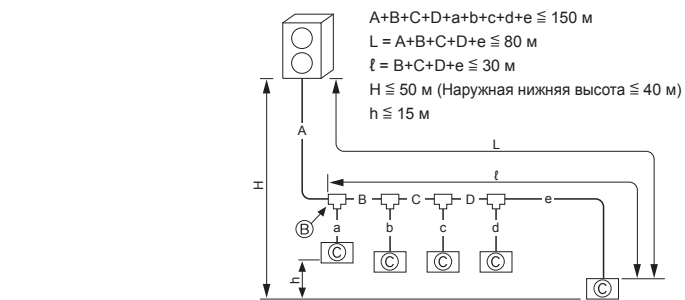 A+B+C+D+a+b+c+d+e ≦ 150 м
L = A+B+C+D+e ≦ 80 м
ℓ = B+C+D+e ≦ 30 м
H ≦ 50 м (Наружная нижняя высота ≦ 40 м)
h ≦ 15 м
A
L
H
ℓ
B C D e
Ⓑ a b c d
Ⓒ Ⓒ Ⓒ Ⓒ
h
Ⓒ